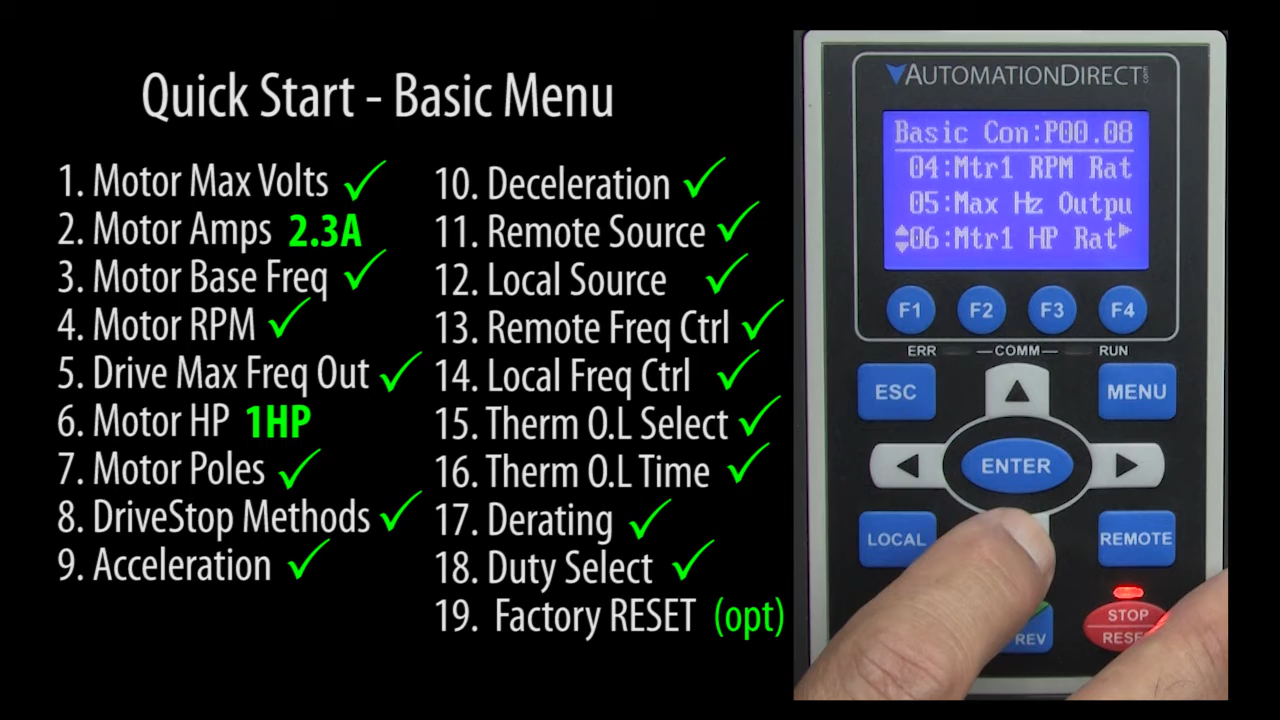 Quick Start - Basic Menu
1. Motor Max Volts
2. Motor Amps 2.3A
3. Motor Base Freq
4. Motor RPM
5. Drive Max Freq Out
6. Motor HP 1HP
7. Motor Poles
8. DriveStop Methods
9. Acceleration
10. Deceleration
11. Remote Source
12. Local Source
13. Remote Freq Ctrl
14. Local Freq Ctrl
15. Therm O.L Select
16. Therm O.L Time
17. Derating
18. Duty Select
19. Factory RESET (opt)
AUTOMATIONDIRECT.com
Basic Con:P00.08
04:Mtr1 RPM Rat
05:Max Hz Outpu
06:Mtr1 HP Rat
F1 F2 F3 F4
ERR COMM RUN
ESC MENU
ENTER
LOCAL REMOTE
REV
STOP
RESE